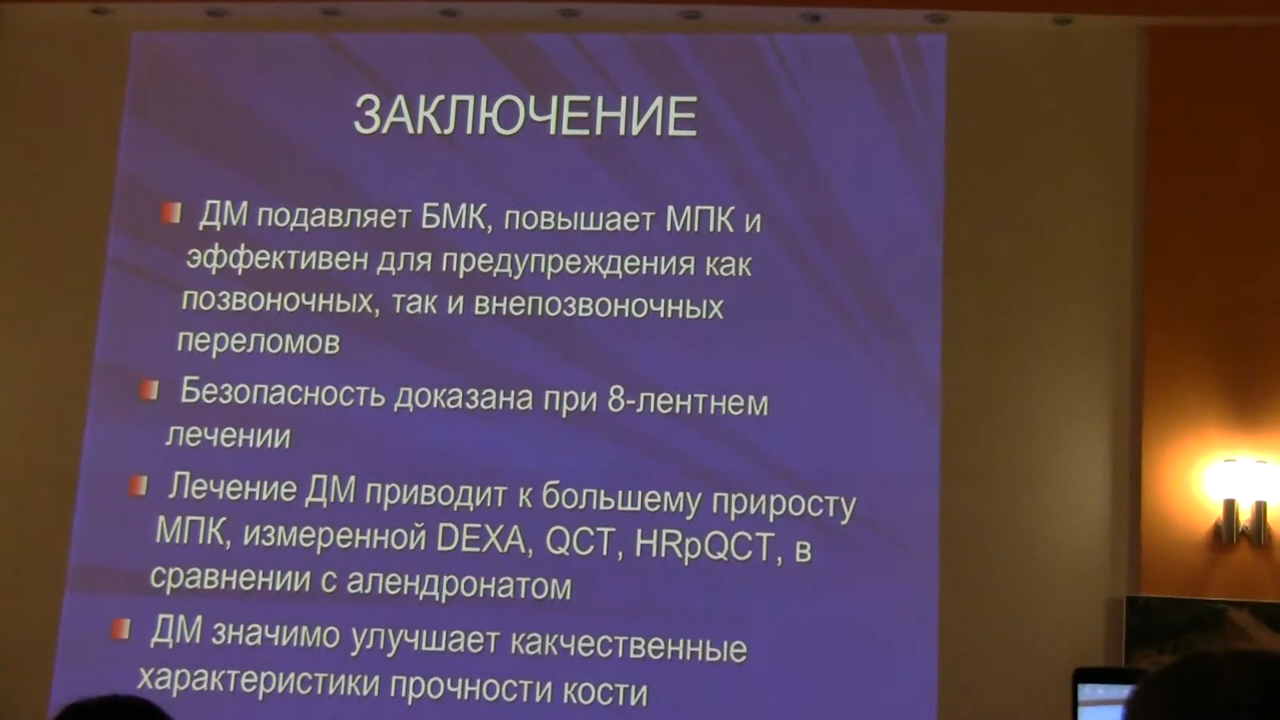 ЗАКЛЮЧЕНИЕ
ДМ подавляет БМК, повышает МПК и
эффективен для предупреждения как
позвоночных, так и внепозвоночных
переломов
Безопасность доказана при 8-лентнем
лечении
Лечение ДМ приводит к большему приросту
МПК, измеренной DEXA, QCT, HRpQCT, в
сравнении с алендронатом
ДМ значимо улучшает какчественные
характеристики прочности кости